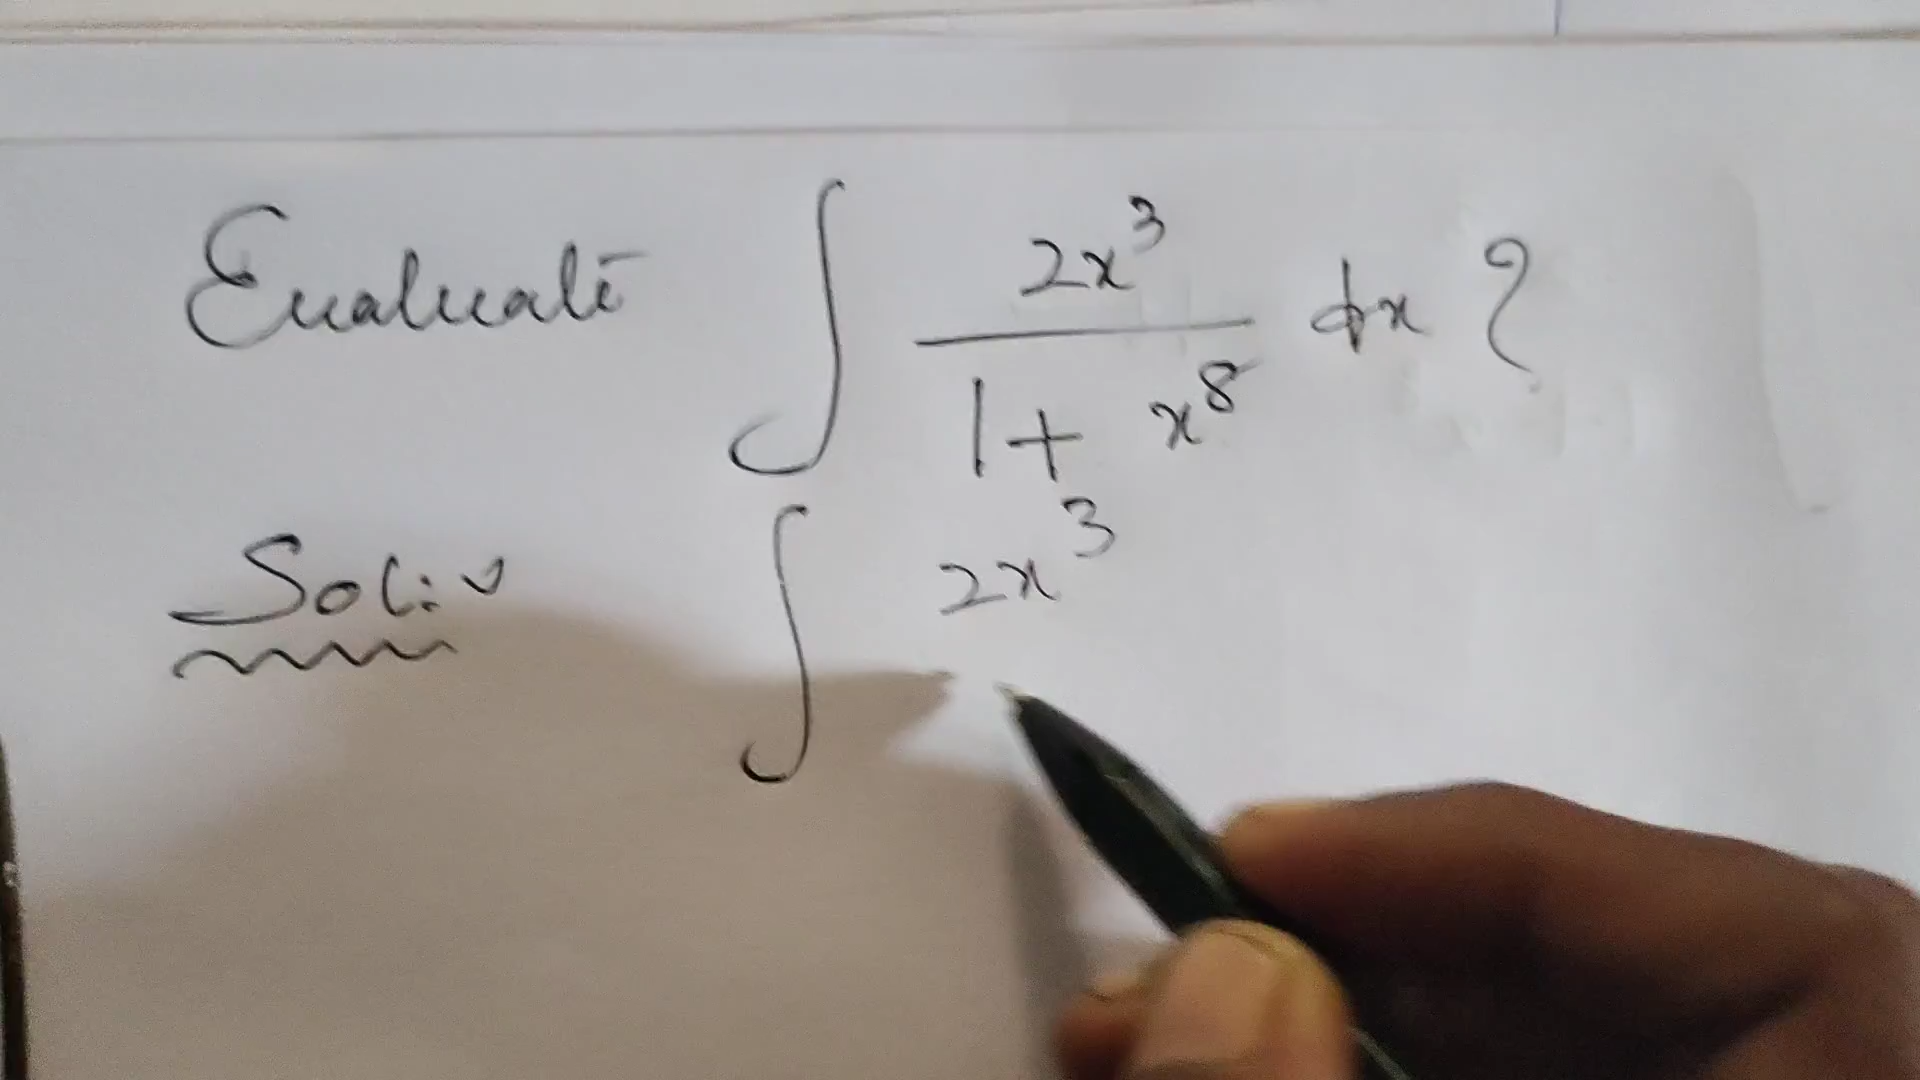 Evaluate ∫ 2x³/(1 + x⁸) dx ?
Sol:- ∫ 2x³